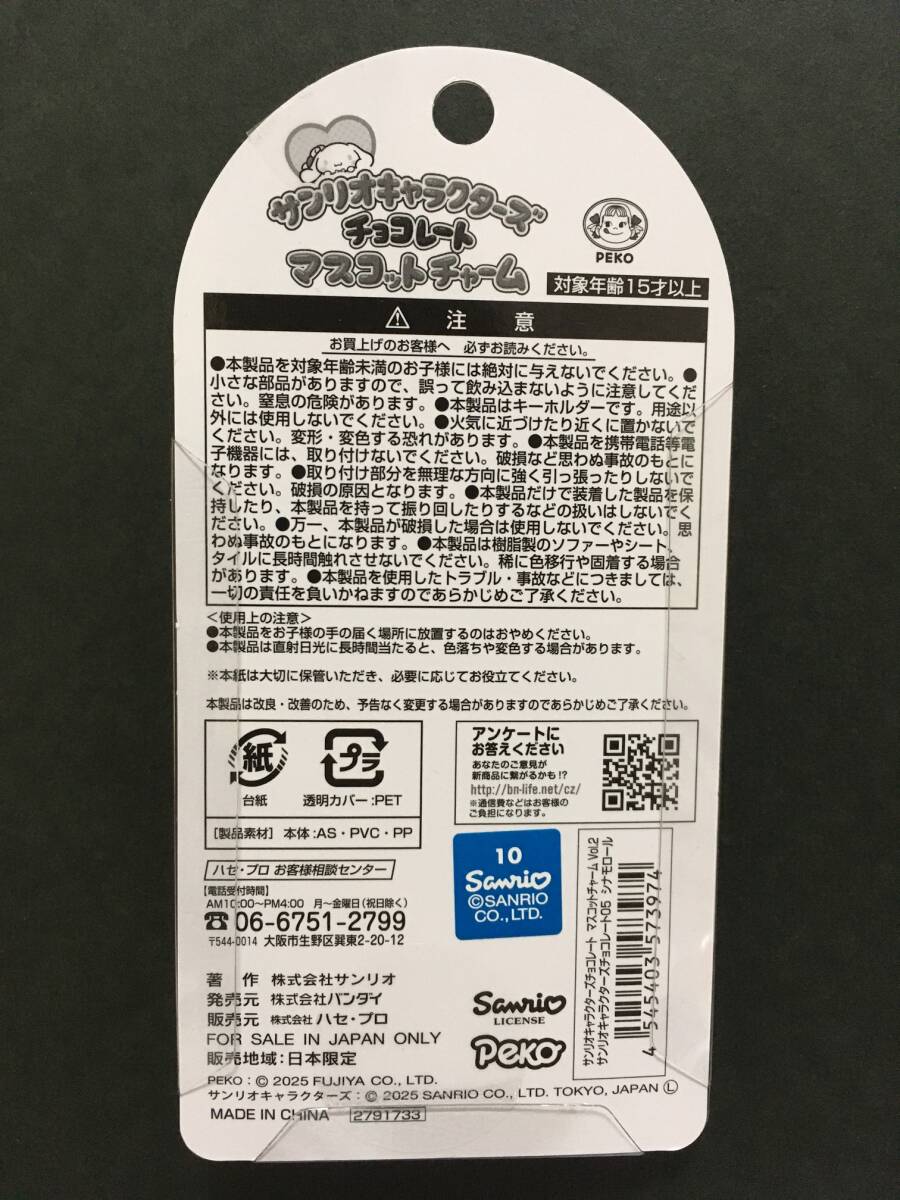 サンリオキャラクターズ
チョコレート
マスコットチャーム
PEKO
対象年齢15才以上
注 意
お買上げのお客様へ 必ずお読みください。
●本製品を対象年齢未満のお子様には絶対に与えないでください。●
小さな部品がありますので、誤って飲み込まないように注意してくだ
さい。窒息の危険があります。●本製品はキーホルダーです。用途以
外には使用しないでください。●火気に近づけたり近くに置かないで
ください。変形・変色する恐れがあります。●本製品を携帯電話等電
子機器には、取り付けないでください。破損など思わぬ事故のもとに
なります。●取り付け部分を無理な方向に強く引っ張ったりしないで
ください。破損の原因となります。●本製品だけで装着した製品を保
持したり、本製品を持って振り回したりするなどの扱いはしないでく
ださい。●万一、本製品が破損した場合は使用しないでください。思
わぬ事故のもとになります。●本製品は樹脂製のソファーやシート、
タイルに長時間触れさせないでください。稀に色移行や固着する場合
があります。●本製品を使用したトラブル・事故などにつきましては、
一切の責任を負いかねますのであらかじめご了承ください。
<使用上の注意>
●本製品をお子様の手の届く場所に放置するのはおやめください。
●本製品は直射日光に長時間当たると、色落ちや変色する場合があります。
※本紙は大切に保管いただき、必要に応じてお役立てください。
本製品は改良・改善のため、予告なく変更する場合がありますのであらかじめご了承ください。
紙
台紙
プラ
透明カバー:PET
[製品素材] 本体:AS・PVC・PP
アンケートに
お答えください
あなたのご意見が
新商品に繋がるかも!?
http://bn-life.net/cz/
※通信費などはお客様の
ご負担になります。
ハセ・プロ お客様相談センター
【電話受付時間】
AM10:00〜PM4:00 月〜金曜日(祝日除く)
☎06-6751-2799
〒544-0014 大阪市生野区巽東2-20-12
10
Sanrio
©SANRIO
CO., LTD.
サンリオキャラクターズチョコレート マスコットチャーム Vol.2
サンリオキャラクターズチョコレート05 シナモロール
4 545403 573974
著 作 株式会社サンリオ
発売元 株式会社バンダイ
販売元 株式会社 ハセ・プロ
FOR SALE IN JAPAN ONLY
販売地域:日本限定
Sanrio
LICENSE
Peko
PEKO:© 2025 FUJIYA CO., LTD.
サンリオキャラクターズ:© 2025 SANRIO CO., LTD. TOKYO, JAPAN Ⓛ
MADE IN CHINA 2791733